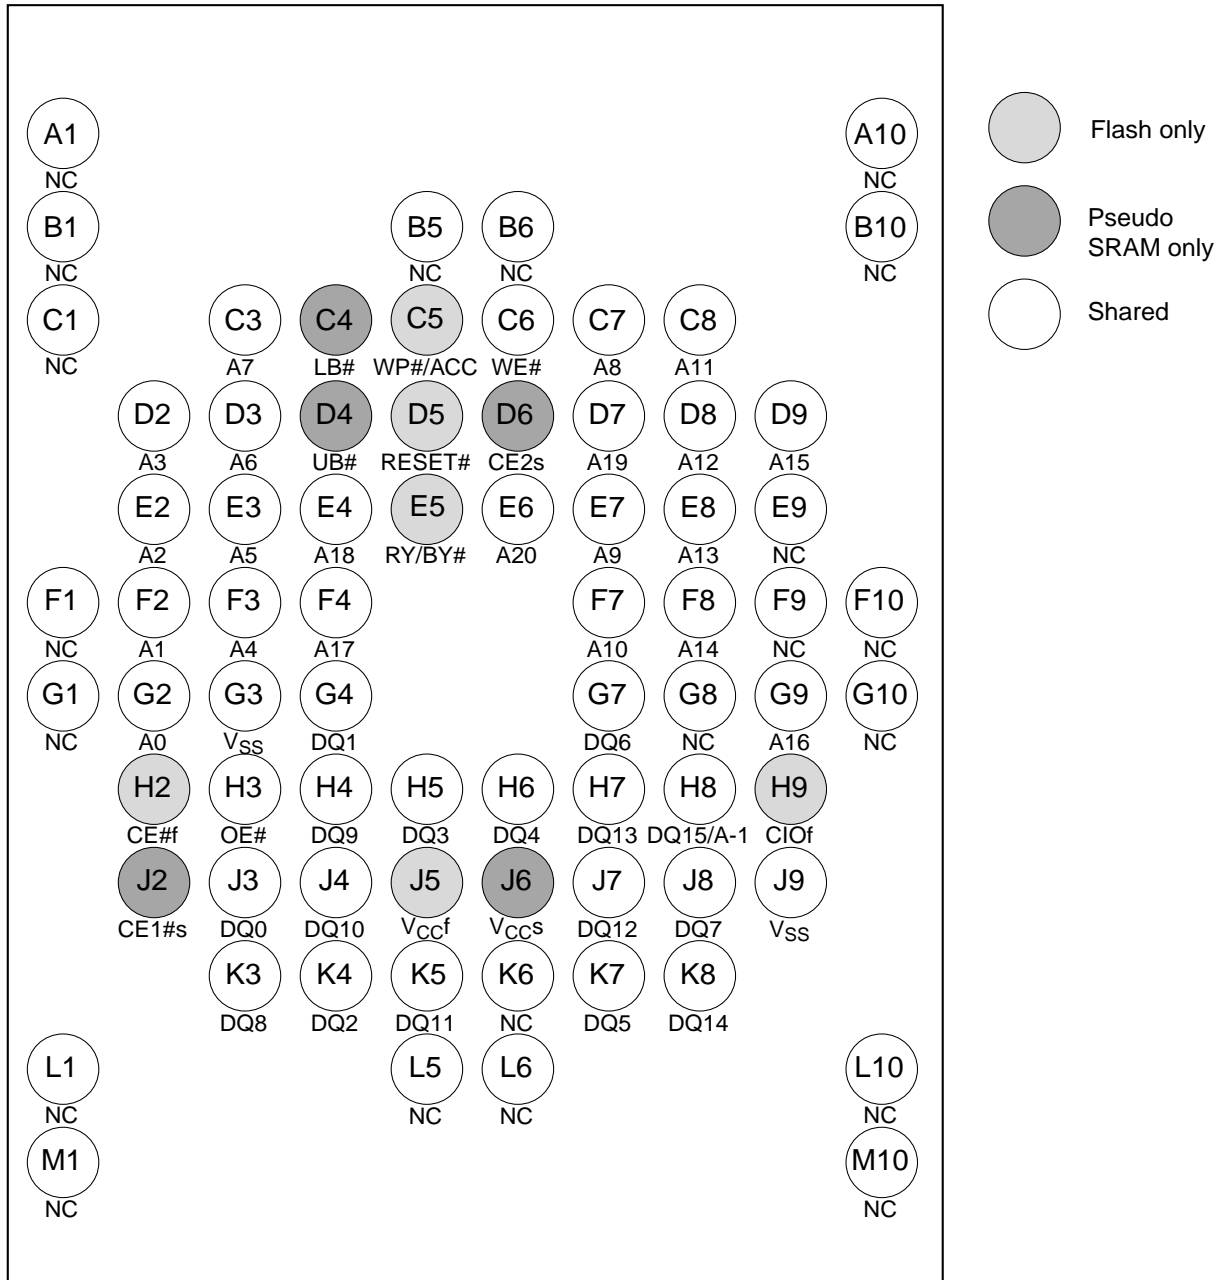 A1 A10
NC NC
B1 B5 B6 B10
NC NC NC NC
C1 C3 C4 C5 C6 C7 C8
NC A7 LB# WP#/ACC WE# A8 A11
D2 D3 D4 D5 D6 D7 D8 D9
A3 A6 UB# RESET# CE2s A19 A12 A15
E2 E3 E4 E5 E6 E7 E8 E9
A2 A5 A18 RY/BY# A20 A9 A13 NC
F1 F2 F3 F4 F7 F8 F9 F10
NC A1 A4 A17 A10 A14 NC NC
G1 G2 G3 G4 G7 G8 G9 G10
NC A0 VSS DQ1 DQ6 NC A16 NC
H2 H3 H4 H5 H6 H7 H8 H9
CE#f OE# DQ9 DQ3 DQ4 DQ13 DQ15/A-1 CIOf
J2 J3 J4 J5 J6 J7 J8 J9
CE1#s DQ0 DQ10 VCCf VCCs DQ12 DQ7 VSS
K3 K4 K5 K6 K7 K8
DQ8 DQ2 DQ11 NC DQ5 DQ14
L1 L5 L6 L10
NC NC NC NC
M1 M10
NC NC
Flash only
Pseudo
SRAM only
Shared